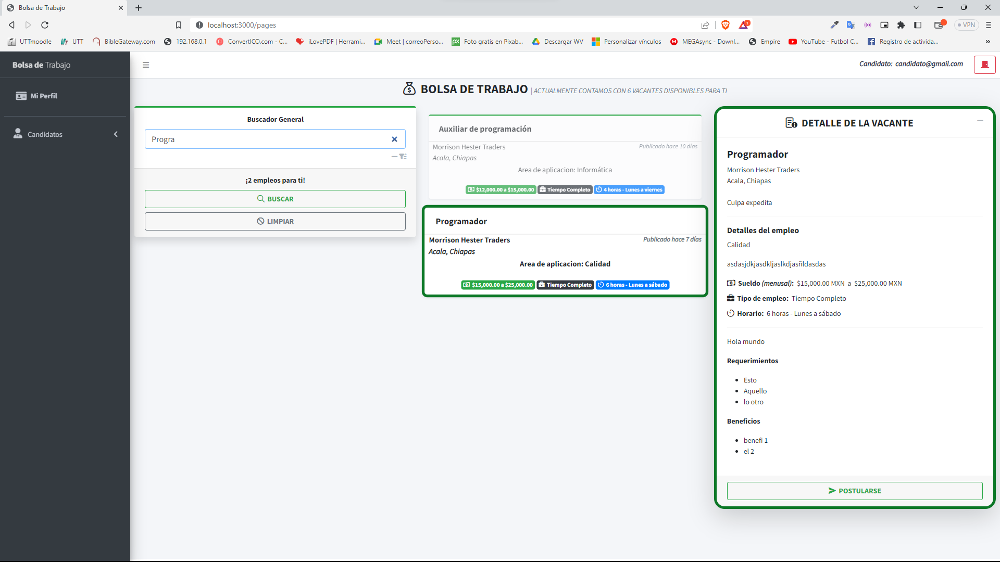 Bolsa de Trabajo
localhost:3000/pages
1
VPN
UTTmoodle
UTT
BibleGateway.com
192.168.0.1
ConvertICO.com - C...
iLovePDF | Herrami...
Meet | correoPerso...
Foto gratis en Pixab...
Descargar WV
Personalizar vínculos
MEGAsync - Downl...
Empire
YouTube - Futbol C...
Registro de activida...
»
Bolsa de Trabajo
Candidato: candidato@gmail.com
Mi Perfil
Candidatos
BOLSA DE TRABAJO | ACTUALMENTE CONTAMOS CON 6 VACANTES DISPONIBLES PARA TI
Buscador General
Progra
¡2 empleos para ti!
BUSCAR
LIMPIAR
Auxiliar de programación
Morrison Hester Traders
Publicado hace 10 días
Acala, Chiapas
Area de aplicacion: Informática
$12,000.00 a $15,000.00 Tiempo Completo 4 horas - Lunes a viernes
Programador
Morrison Hester Traders
Publicado hace 7 días
Acala, Chiapas
Area de aplicacion: Calidad
$15,000.00 a $25,000.00 Tiempo Completo 6 horas - Lunes a sábado
DETALLE DE LA VACANTE
Programador
Morrison Hester Traders
Acala, Chiapas
Culpa expedita
Detalles del empleo
Calidad
asdasjdkjasdkljaslkdjasñldasdas
Sueldo (menusal): $15,000.00 MXN a $25,000.00 MXN
Tipo de empleo: Tiempo Completo
Horario: 6 horas - Lunes a sábado
Hola mundo
Requerimientos
• Esto
• Aquello
• lo otro
Beneficios
• benefi 1
• el 2
POSTULARSE